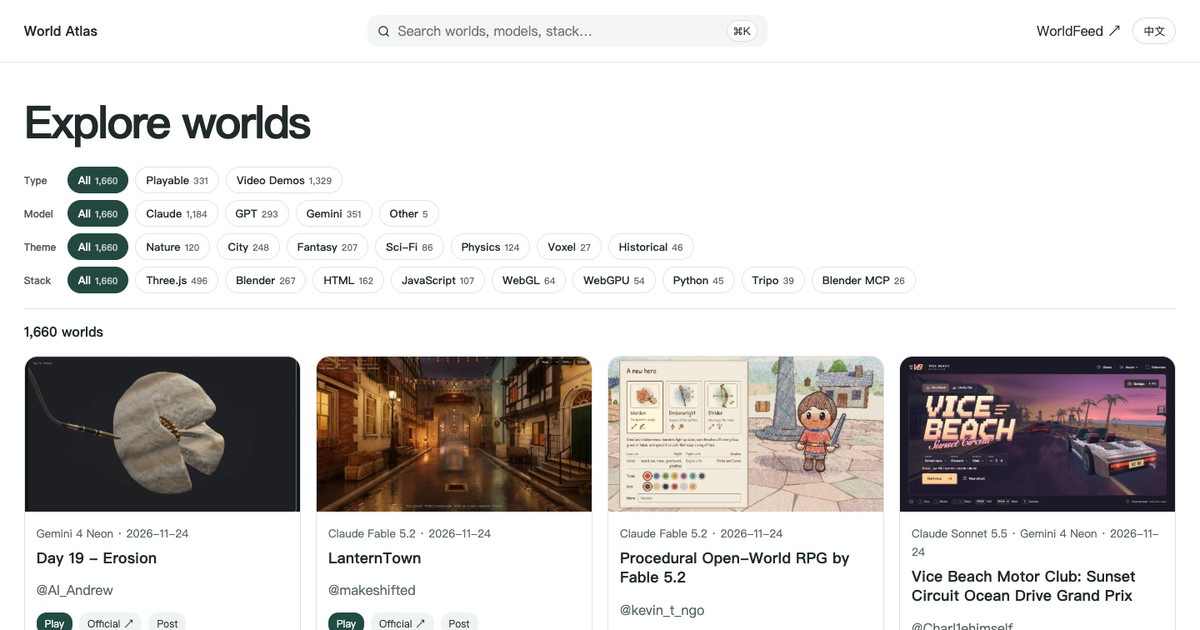 World Atlas
Search worlds, models, stack...
⌘K
WorldFeed ↗
中文
Explore worlds
Type All 1,660 Playable 331 Video Demos 1,329
Model All 1,660 Claude 1,184 GPT 293 Gemini 351 Other 5
Theme All 1,660 Nature 120 City 248 Fantasy 207 Sci-Fi 86 Physics 124 Voxel 27 Historical 46
Stack All 1,660 Three.js 496 Blender 267 HTML 162 JavaScript 107 WebGL 64 WebGPU 54 Python 45 Tripo 39 Blender MCP 26
1,660 worlds
Gemini 4 Neon · 2026-11-24
Day 19 – Erosion
@AI_Andrew
Play Official ↗ Post
Claude Fable 5.2 · 2026-11-24
LanternTown
@makeshifted
Play Official ↗ Post
A new hero
Warden Emberwright Strider
Claude Fable 5.2 · 2026-11-24
Procedural Open-World RPG by
Fable 5.2
@kevin_t_ngo
VICE
BEACH
Sunset Circuit
Claude Sonnet 5.5 · Gemini 4 Neon · 2026-11-
24
Vice Beach Motor Club: Sunset
Circuit Ocean Drive Grand Prix
@Charl1ehimself